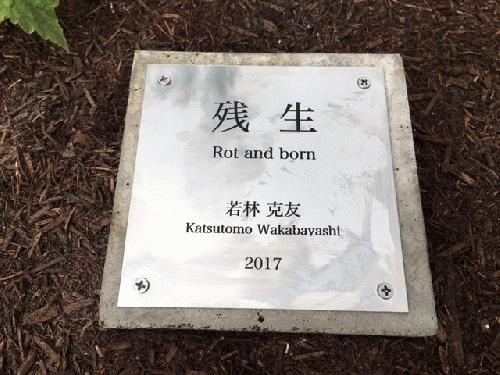 残生
Rot and born
若林 克友
Katsutomo Wakabayashi
2017